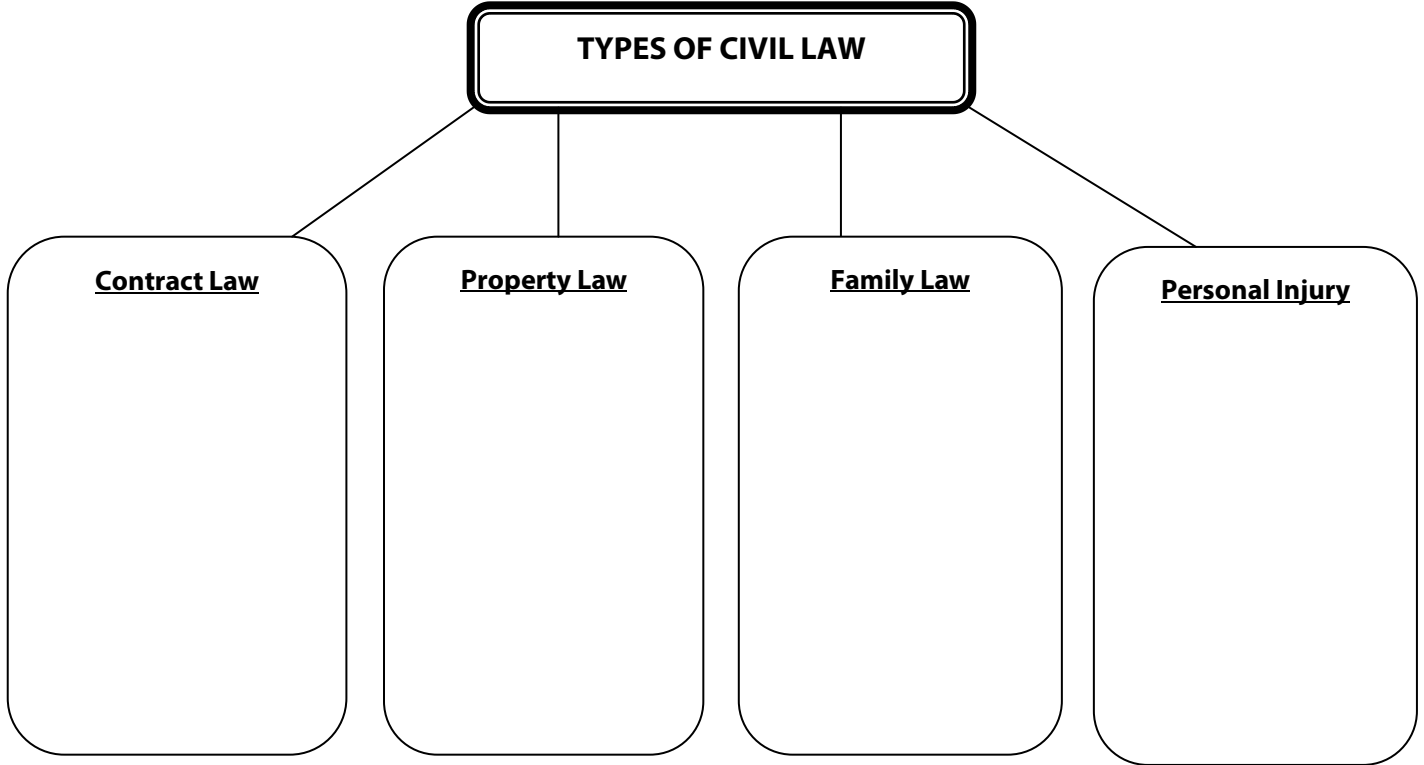 TYPES OF CIVIL LAW
Contract Law
Property Law
Family Law
Personal Injury